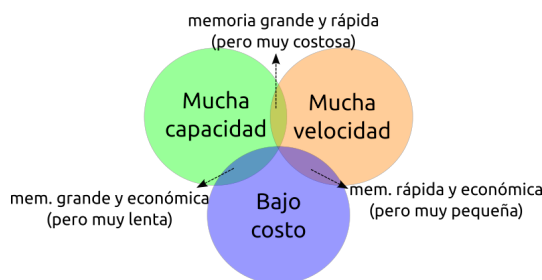 memoria grande y rápida
(pero muy costosa)
Mucha
capacidad
Mucha
velocidad
mem. grande y económica
(pero muy lenta)
Bajo
costo
mem. rápida y económica
(pero muy pequeña)